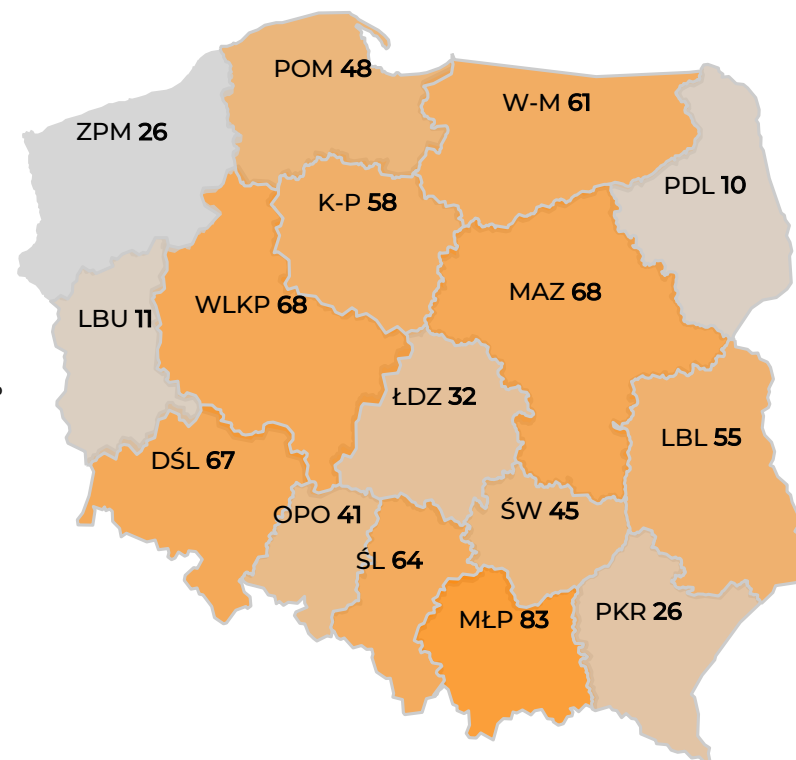 POM 48
W-M 61
ZPM 26
PDL 10
K-P 58
MAZ 68
WLKP 68
LBU 11
ŁDZ 32
LBL 55
DŚL 67
OPO 41
ŚW 45
ŚL 64
MŁP 83
PKR 26